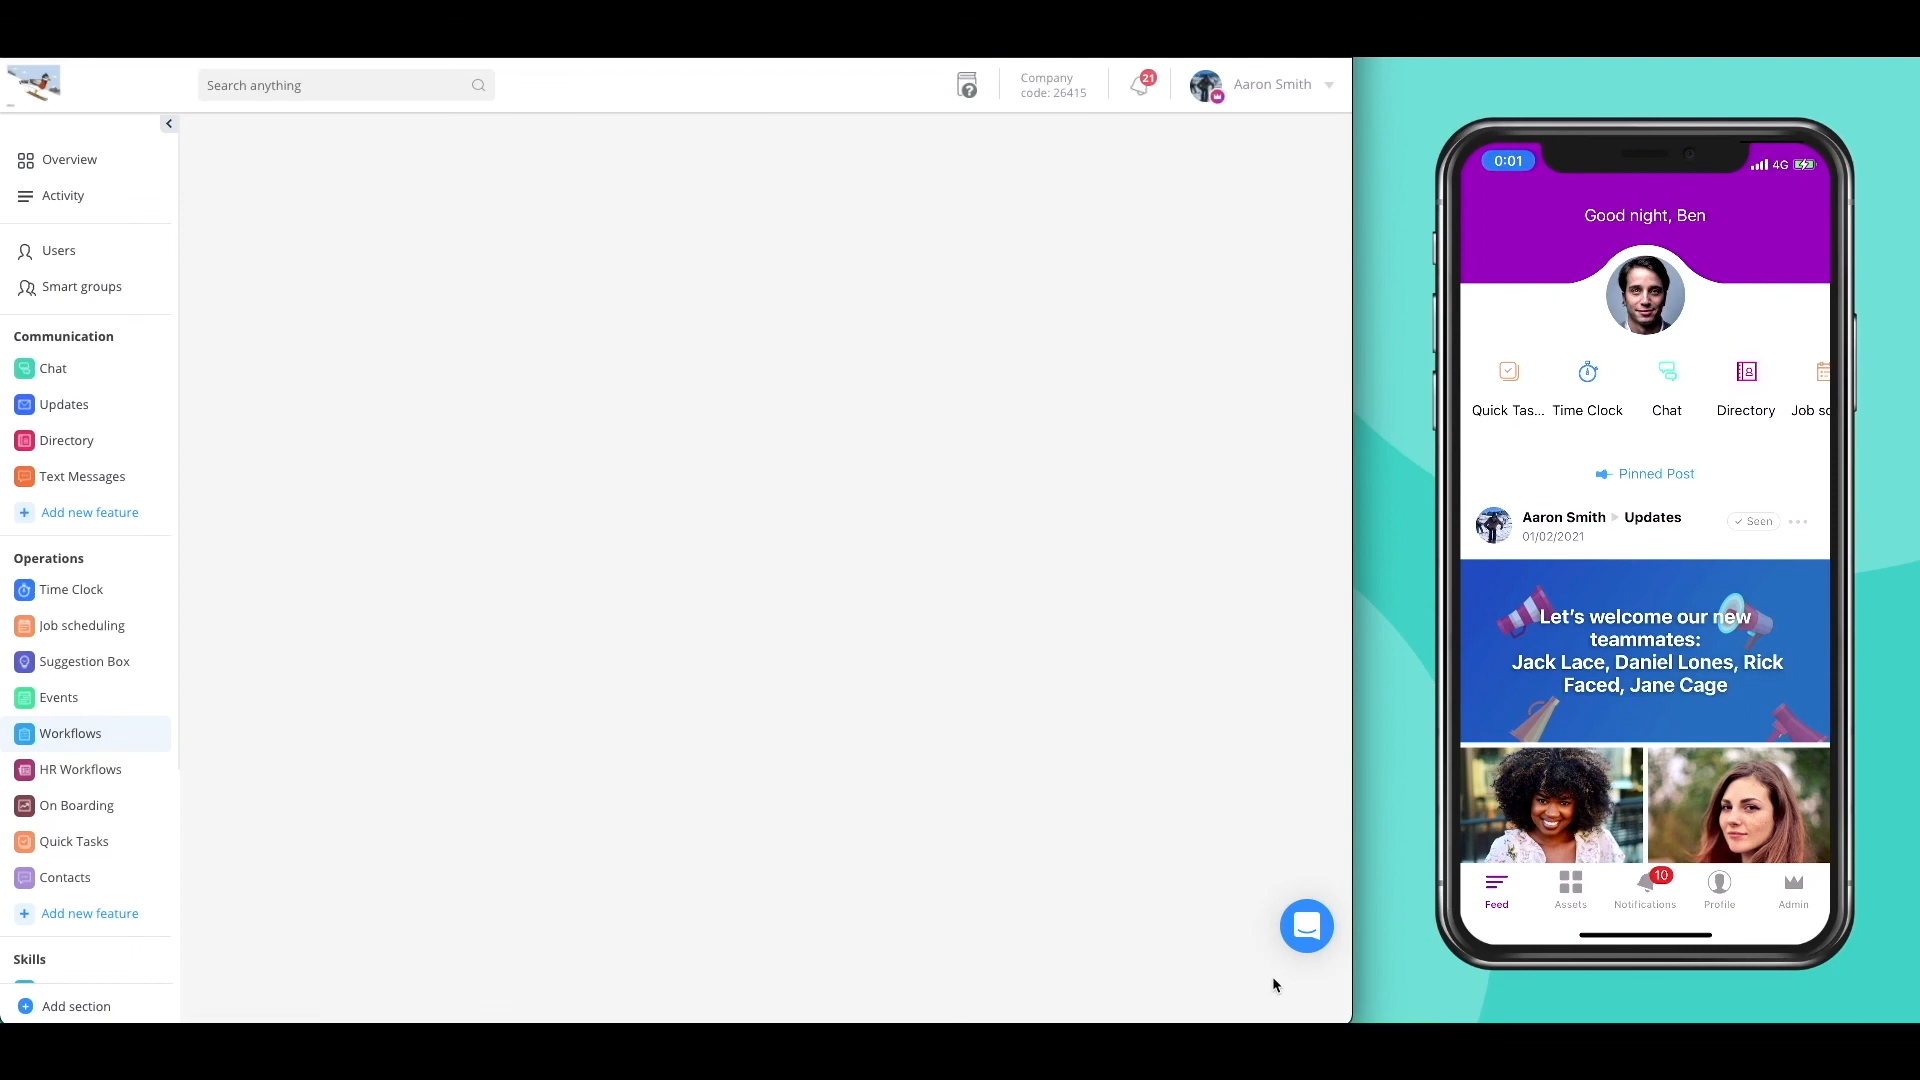 Search anything
Company
code: 26415
21
Aaron Smith
Overview
Activity
Users
Smart groups
Communication
Chat
Updates
Directory
Text Messages
+ Add new feature
Operations
Time Clock
Job scheduling
Suggestion Box
Events
Workflows
HR Workflows
On Boarding
Quick Tasks
Contacts
+ Add new feature
Skills
+ Add section
0:01
4G
Good night, Ben
Quick Tas... Time Clock Chat Directory Job sc
Pinned Post
Aaron Smith Updates
Seen
01/02/2021
Let's welcome our new
teammates:
Jack Lace, Daniel Lones, Rick
Faced, Jane Cage
10
Feed Assets Notifications Profile Admin